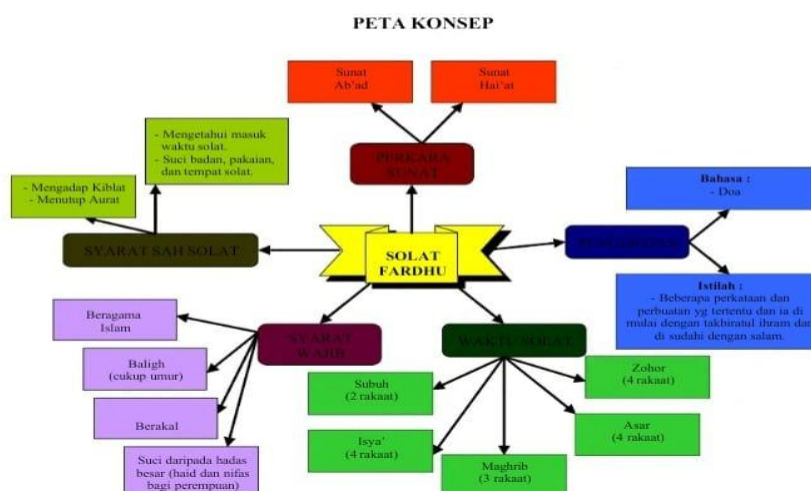 PETA KONSEP
Sunat
Ab'ad
Sunat
Hai'at
PERKARA
SUNAT
- Mengetahui masuk
waktu solat.
- Suci badan, pakaian,
dan tempat solat.
- Mengadap Kiblat
- Menutup Aurat
SYARAT SAH SOLAT
SOLAT
FARDHU
PENGERTIAN
Bahasa :
- Doa
Istilah :
- Beberapa perkataan dan
perbuatan yg tertentu dan ia di
mulai dengan takbiratul ihram dan
di sudahi dengan salam.
SYARAT
WAJIB
Beragama
Islam
Baligh
(cukup umur)
Berakal
Suci daripada hadas
besar (haid dan nifas
bagi perempuan)
WAKTU SOLAT
Subuh
(2 rakaat)
Isya'
(4 rakaat)
Maghrib
(3 rakaat)
Asar
(4 rakaat)
Zohor
(4 rakaat)